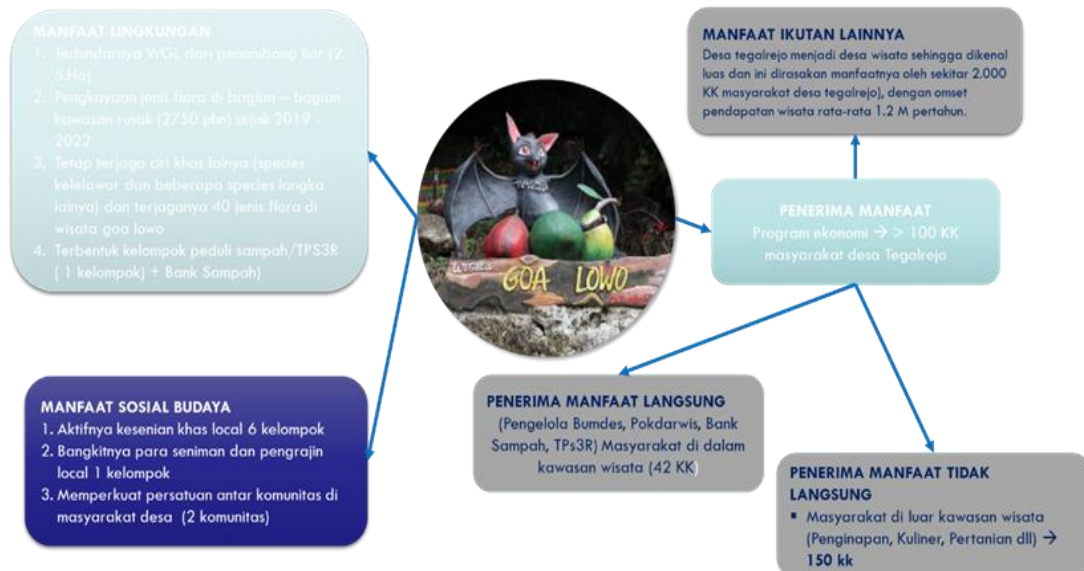 MANFAAT LINGKUNGAN
1. Terhindarnya WGL dari penambang liar (2.
5.Ha)
2. Pengkayaan jenis flora di bagian – bagian
kawasan rusak (2750 phn) sejak 2019 -
2022
3. Tetap terjaga ciri khas lainya (species
kelelawar dan beberapa species langka
lainya) dan terjaganya 40 jenis flora di
wisata goa lowo
4. Terbentuk kelompok peduli sampah/TPS3R
( 1 kelompok) + Bank Sampah)
MANFAAT SOSIAL BUDAYA
1. Aktifnya kesenian khas local 6 kelompok
2. Bangkitnya para seniman dan pengrajin
local 1 kelompok
3. Memperkuat persatuan antar komunitas di
masyarakat desa (2 komunitas)
Wisata
GOA LOWO
MANFAAT IKUTAN LAINNYA
Desa tegalrejo menjadi desa wisata sehingga dikenal
luas dan ini dirasakan manfaatnya oleh sekitar 2.000
KK masyarakat desa tegalrejo), dengan omset
pendapatan wisata rata-rata 1.2 M pertahun.
PENERIMA MANFAAT
Program ekonomi → > 100 KK
masyarakat desa Tegalrejo
PENERIMA MANFAAT LANGSUNG
(Pengelola Bumdes, Pokdarwis, Bank
Sampah, TPs3R) Masyarakat di dalam
kawasan wisata (42 KK)
PENERIMA MANFAAT TIDAK
LANGSUNG
▪ Masyarakat di luar kawasan wisata
(Penginapan, Kuliner, Pertanian dll) →
150 kk